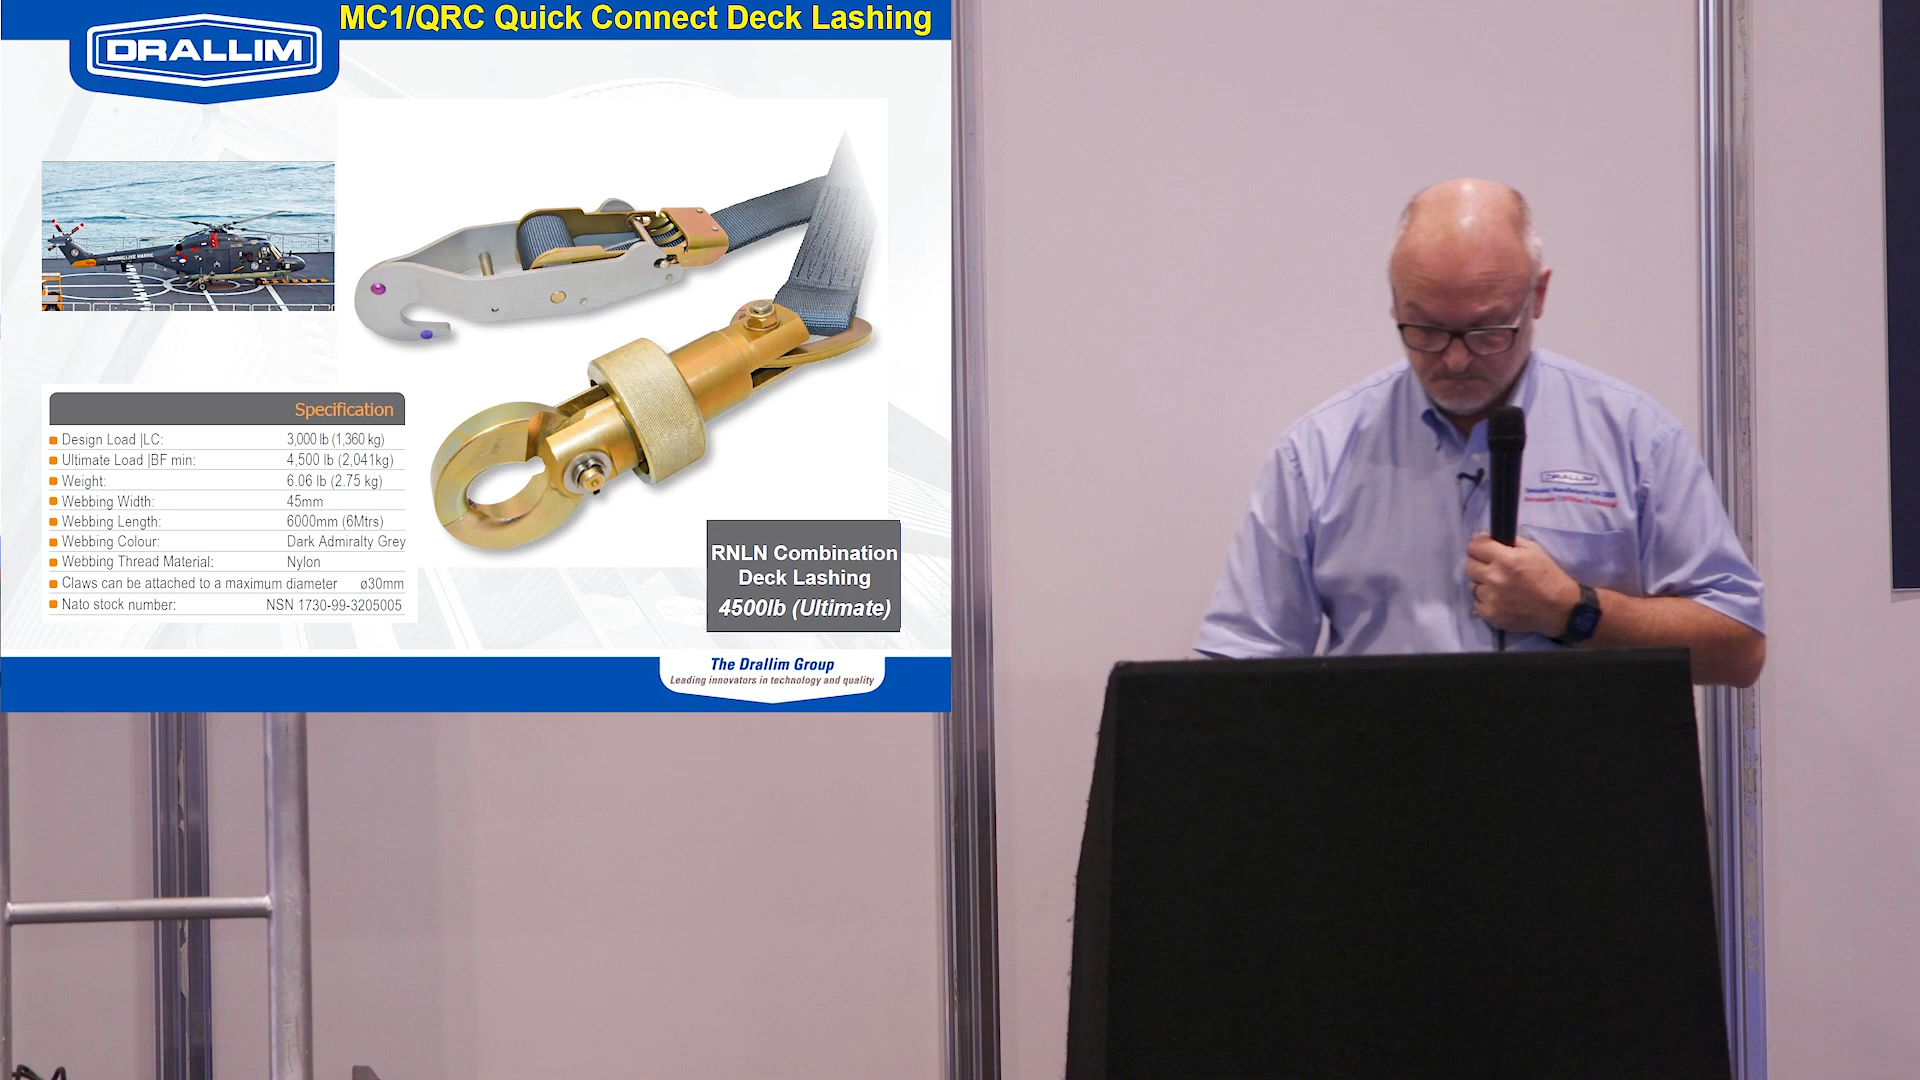 MC1/QRC Quick Connect Deck Lashing
DRALLIM
KONINKLIJKE MARINE
Specification
Design Load |LC: 3,000 lb (1,360 kg)
Ultimate Load |BF min: 4,500 lb (2,041kg)
Weight: 6.06 lb (2.75 kg)
Webbing Width: 45mm
Webbing Length: 6000mm (6Mtrs)
Webbing Colour: Dark Admiralty Grey
Webbing Thread Material: Nylon
Claws can be attached to a maximum diameter ø30mm
Nato stock number: NSN 1730-99-3205005
RNLN Combination
Deck Lashing
4500lb (Ultimate)
The Drallim Group
Leading innovators in technology and quality
DRALLIM